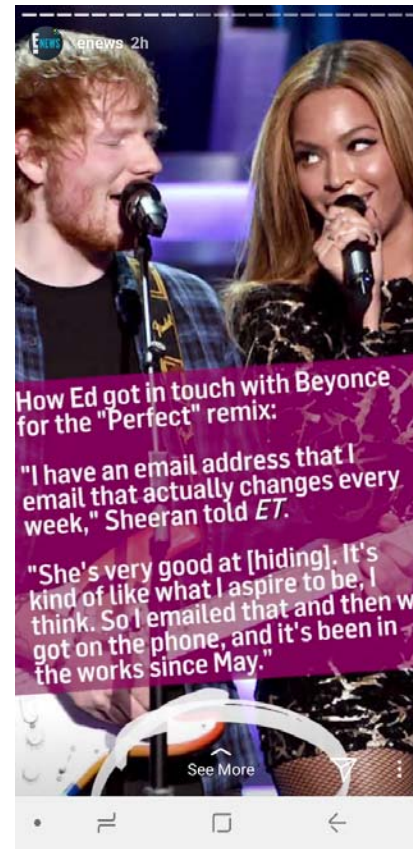 E NEWS enews 2h
How Ed got in touch with Beyonce
for the "Perfect" remix:
"I have an email address that I
email that actually changes every
week," Sheeran told ET.
"She's very good at [hiding]. It's
kind of like what I aspire to be, I
think. So I emailed that and then w
got on the phone, and it's been in
the works since May."
See More